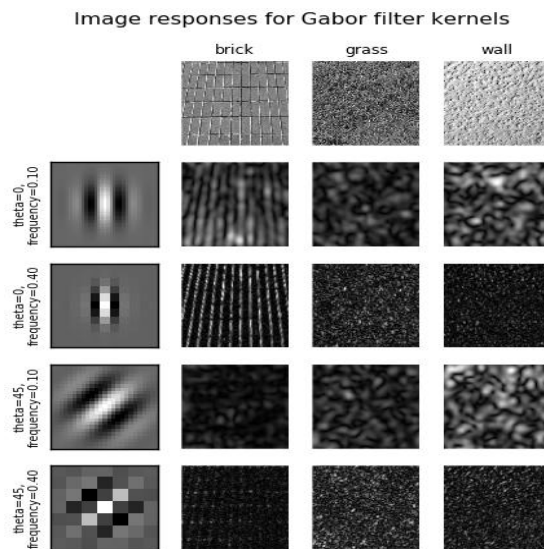 Image responses for Gabor filter kernels
brick
grass
wall
theta=0,
frequency=0.10
theta=0,
frequency=0.40
theta=45,
frequency=0.10
theta=45,
frequency=0.40